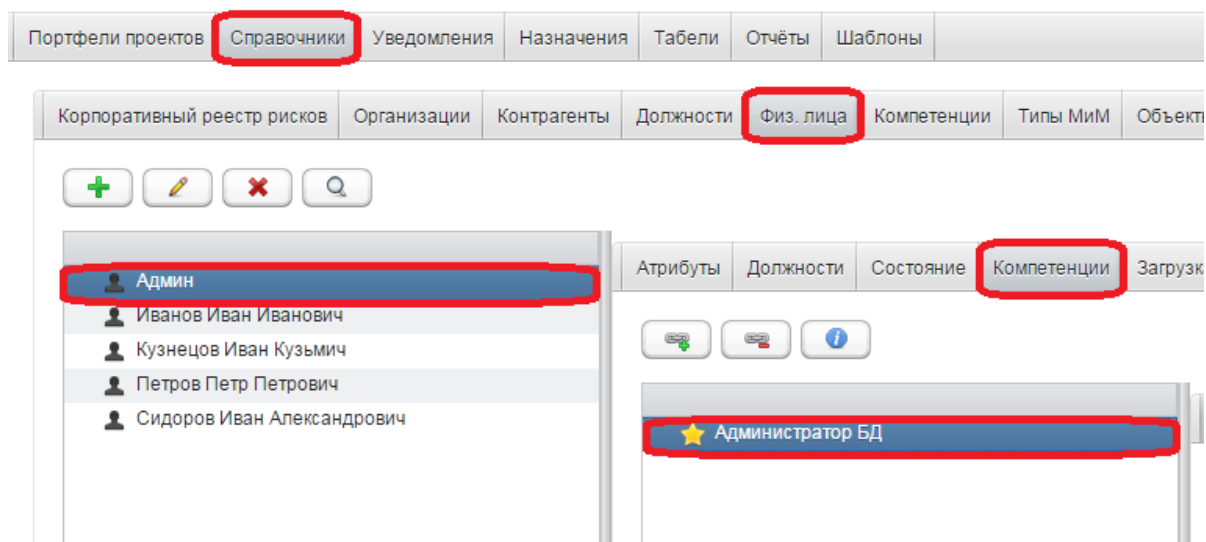 Портфели проектов Справочники Уведомления Назначения Табели Отчёты Шаблоны
Корпоративный реестр рисков Организации Контрагенты Должности Физ. лица Компетенции Типы МиМ Объекты
Админ
Атрибуты Должности Состояние Компетенции Загрузк
Иванов Иван Иванович
Кузнецов Иван Кузьмич
Петров Петр Петрович
Сидоров Иван Александрович
Администратор БД